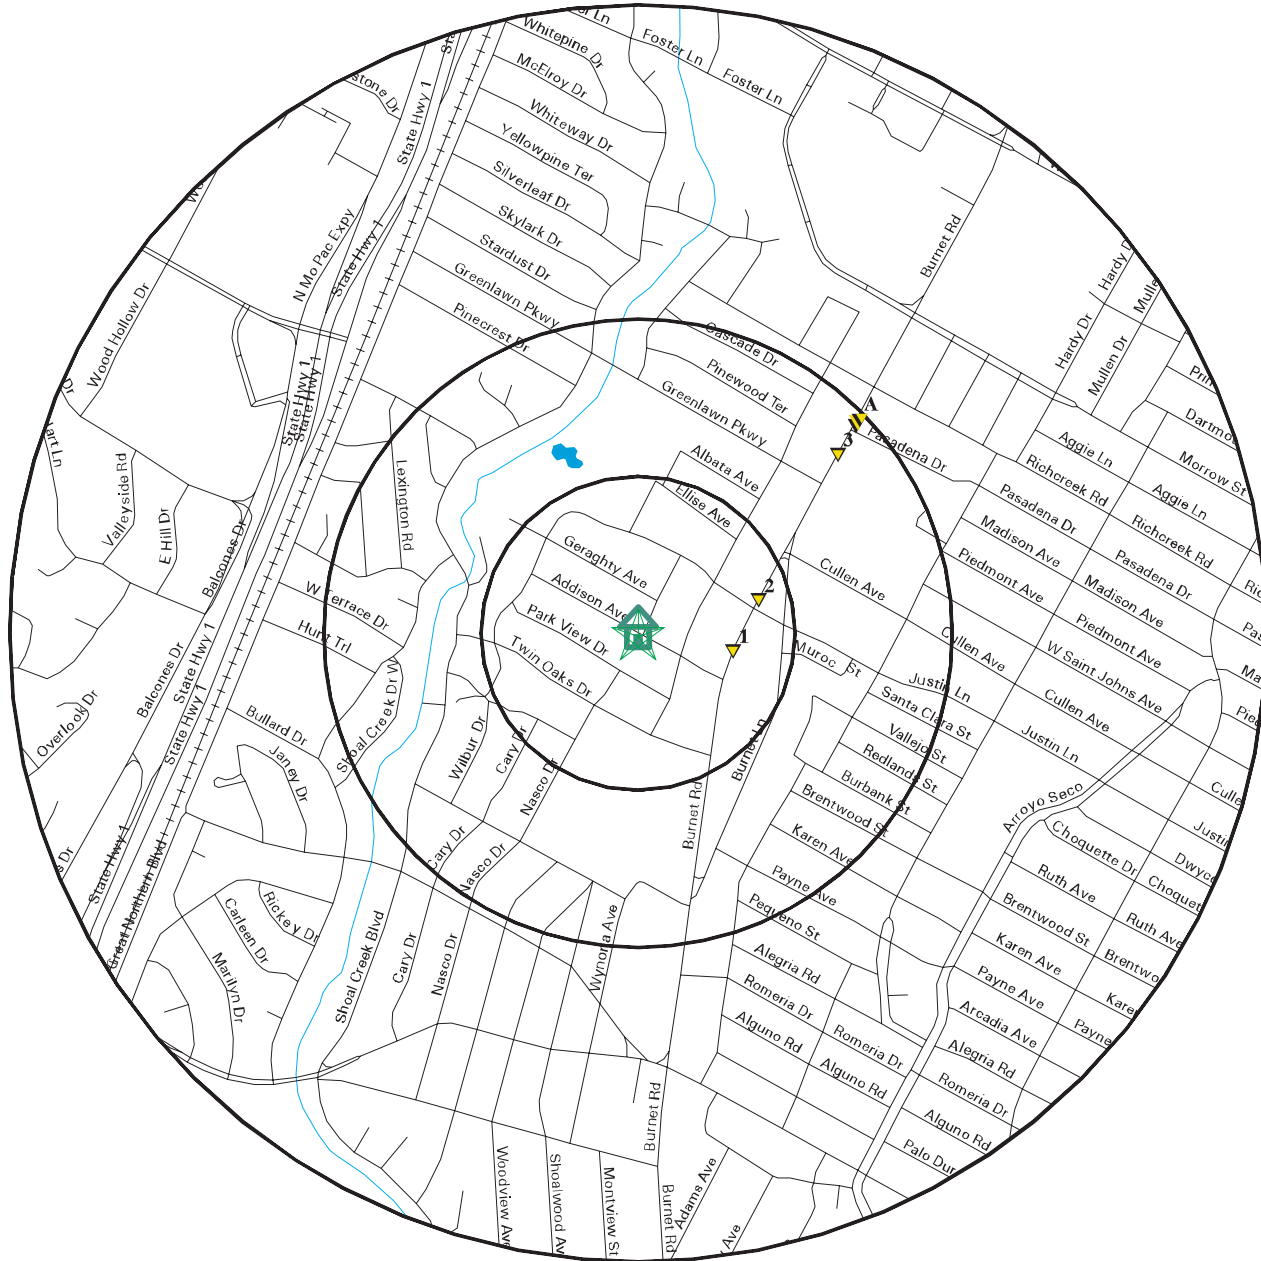 Whitepine Dr
Foster Ln
Foster Ln
McElroy Dr
State Hwy 1
Whiteway Dr
Yellowpine Ter
Silverleaf Dr
Skylark Dr
Stardust Dr
Greenlawn Pkwy
Pinecrest Dr
N Mo Pac Expy
State Hwy 1
Burnet Rd
Hardy Dr
Wood Hollow Dr
Hardy Dr
Mullen Dr
Cascade Dr
Pinewood Ter
Greenlawn Pkwy
State Hwy 1
State Hwy 1
A
3
Pasadena Dr
Albata Ave
Ellise Ave
Aggie Ln
Morrow St
Richcreek Rd
Aggie Ln
Pasadena Dr
Richcreek Rd
Madison Ave
Pasadena Dr
Piedmont Ave
Madison Ave
Piedmont Ave
Valleyside Rd
E Hill Dr
Balcones Dr
Lexington Rd
Geraghty Ave
Addison Ave
Park View Dr
Twin Oaks Dr
2
1
Cullen Ave
Cullen Ave
W Saint Johns Ave
Cullen Ave
W Terrace Dr
Hunt Trl
Muroc St
Justin Ln
Santa Clara St
Justin Ln
Vallejo St
Redlands St
Burbank St
Brentwood St
Karen Ave
Payne Ave
Pequeno St
Balcones Dr
State Hwy 1
State Hwy 1
Overlook Dr
Bullard Dr
Janey Dr
Shoal Creek Dr W
Wilbur Dr
Cary Dr
Nasco Dr
Burnet Ln
Burnet Rd
Arroyo Seco
Choquette Dr
Ruth Ave
Ruth Ave
Brentwood St
Karen Ave
Payne Ave
Arcadia Ave
Alegria Rd
Romeria Dr
Alguno Rd
State Hwy 1
Great Northern Blvd
Cary Dr
Nasco Dr
Rickey Dr
Carleen Dr
Marilyn Dr
Shoal Creek Blvd
Cary Dr
Nasco Dr
Wynona Ave
Alegria Rd
Romeria Dr
Alguno Rd
Romeria Dr
Alguno Rd
Burnet Rd
Woodview Ave
Shoalwood Av
Montview St
Burnet Rd
Adams Ave